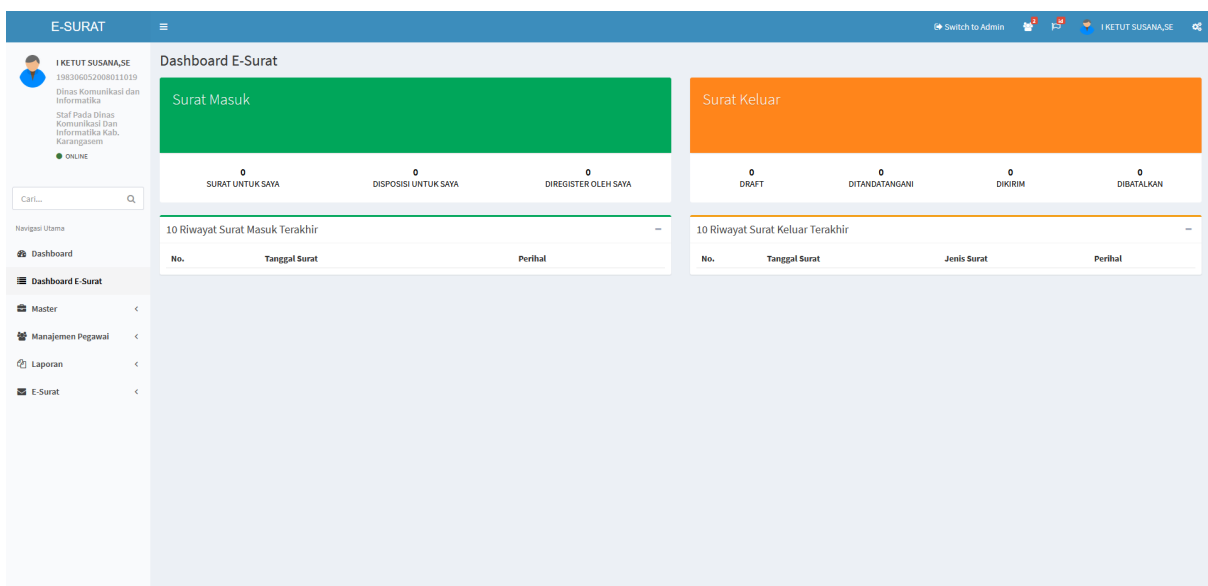 E-SURAT
Switch to Admin
I KETUT SUSANA,SE
I KETUT SUSANA,SE
198306052008011019
Dinas Komunikasi dan
Informatika
Staf Pada Dinas
Komunikasi Dan
Informatika Kab.
Karangasem
ONLINE
Cari...
Navigasi Utama
Dashboard
Dashboard E-Surat
Master
Manajemen Pegawai
Laporan
E-Surat
Dashboard E-Surat
Surat Masuk
0 0 0
SURAT UNTUK SAYA DISPOSISI UNTUK SAYA DIREGISTER OLEH SAYA
10 Riwayat Surat Masuk Terakhir
No. Tanggal Surat Perihal
Surat Keluar
0 0 0 0
DRAFT DITANDATANGANI DIKIRIM DIBATALKAN
10 Riwayat Surat Keluar Terakhir
No. Tanggal Surat Jenis Surat Perihal